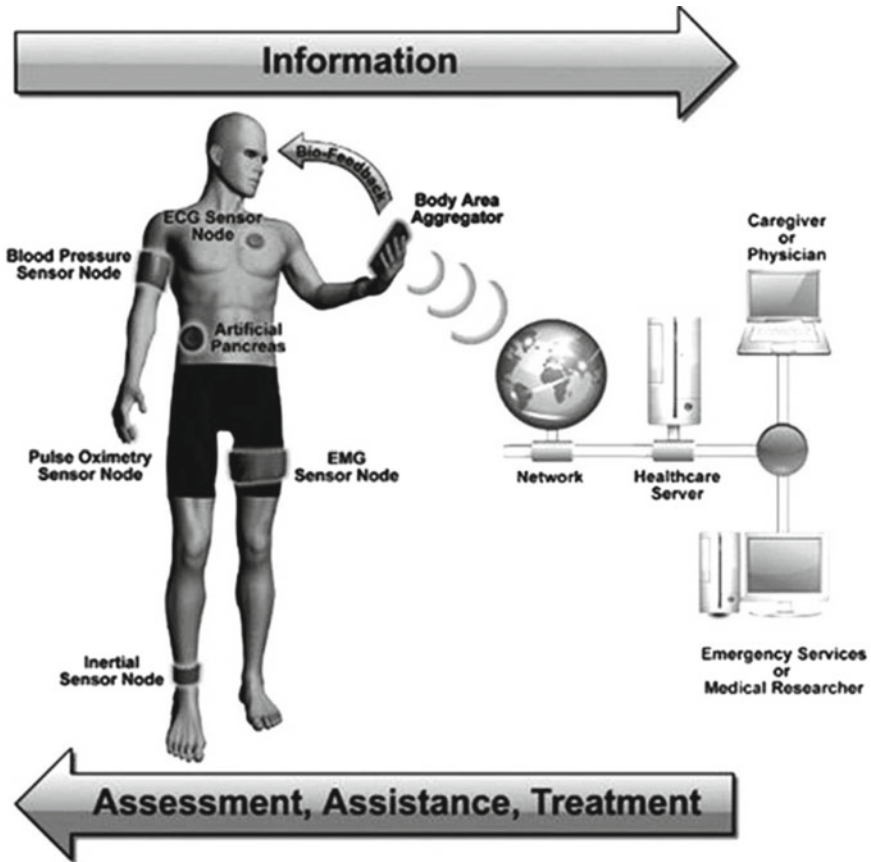 Information
Bio-Feedback
Body Area
Aggregator
ECG Sensor
Node
Blood Pressure
Sensor Node
Caregiver
or
Physician
Artificial
Pancreas
Pulse Oximetry
Sensor Node
EMG
Sensor Node
Network
Healthcare
Server
Inertial
Sensor Node
Emergency Services
or
Medical Researcher
Assessment, Assistance, Treatment